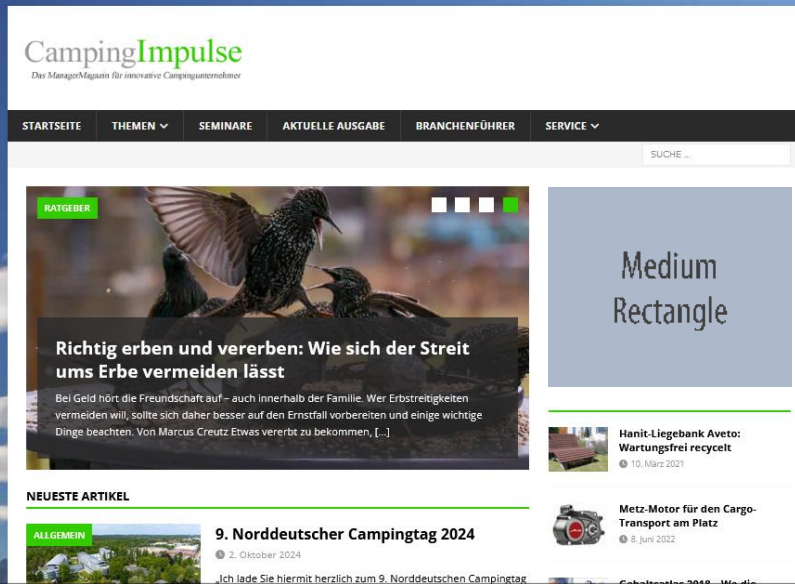 CampingImpulse
Das ManagerMagazin für innovative Campingunternehmer
STARTSEITE THEMEN SEMINARE AKTUELLE AUSGABE BRANCHENFÜHRER SERVICE
SUCHE ...
RATGEBER
Richtig erben und vererben: Wie sich der Streit
ums Erbe vermeiden lässt
Bei Geld hört die Freundschaft auf – auch innerhalb der Familie. Wer Erbstreitigkeiten
vermeiden will, sollte sich daher besser auf den Ernstfall vorbereiten und einige wichtige
Dinge beachten. Von Marcus Creutz Etwas vererbt zu bekommen, [...]
Medium
Rectangle
Hanit-Liegebank Aveto:
Wartungsfrei recycelt
10. März 2021
Metz-Motor für den Cargo-
Transport am Platz
8. Juni 2022
NEUESTE ARTIKEL
ALLGEMEIN
9. Norddeutscher Campingtag 2024
2. Oktober 2024
„Ich lade Sie hiermit herzlich zum 9. Norddeutschen Campingtag